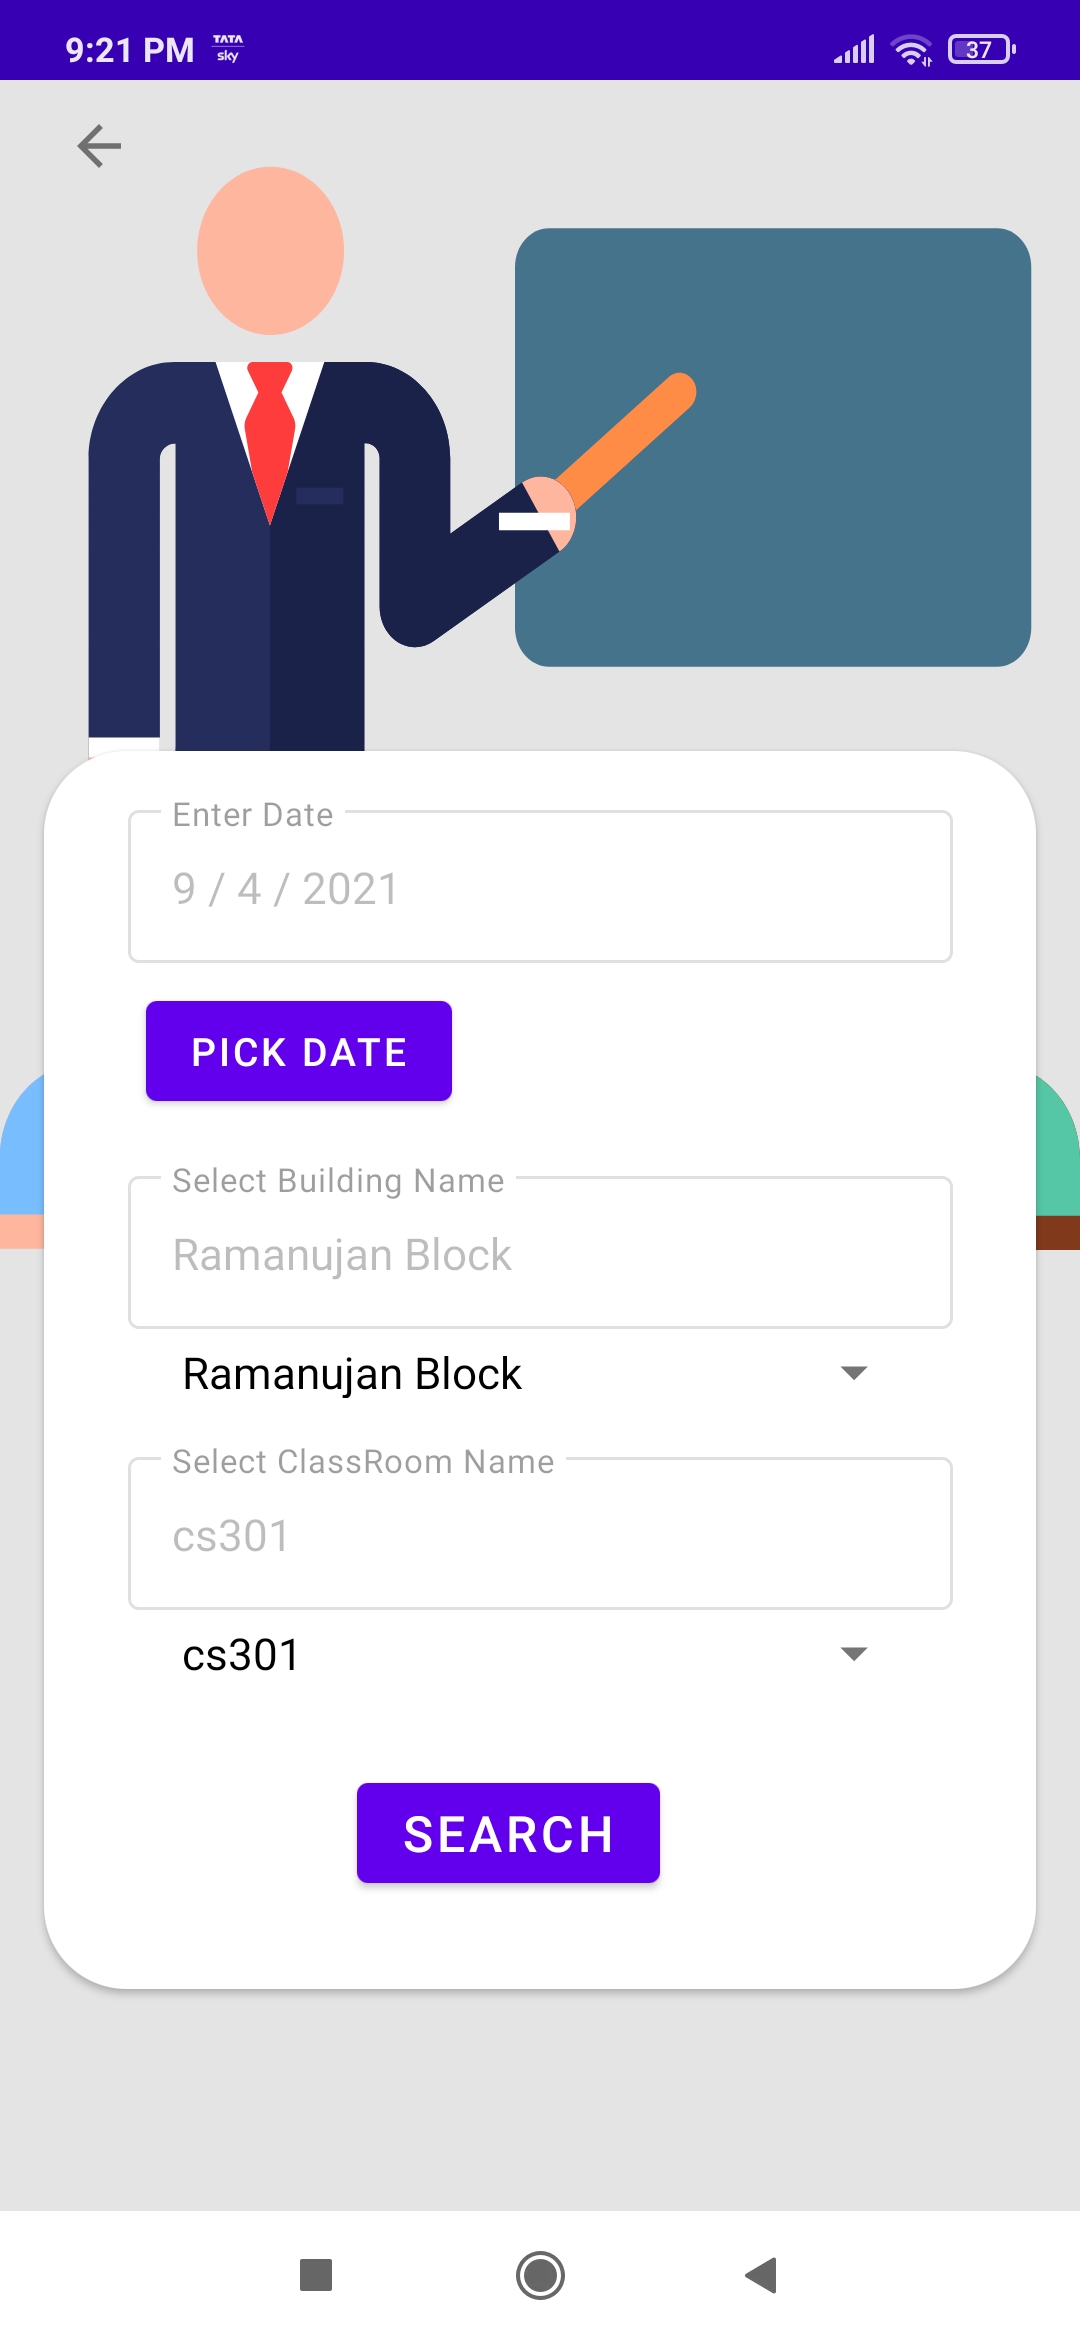 9:21 PM TATA sky 37
Enter Date
9 / 4 / 2021
PICK DATE
Select Building Name
Ramanujan Block
Ramanujan Block
Select ClassRoom Name
cs301
cs301
SEARCH